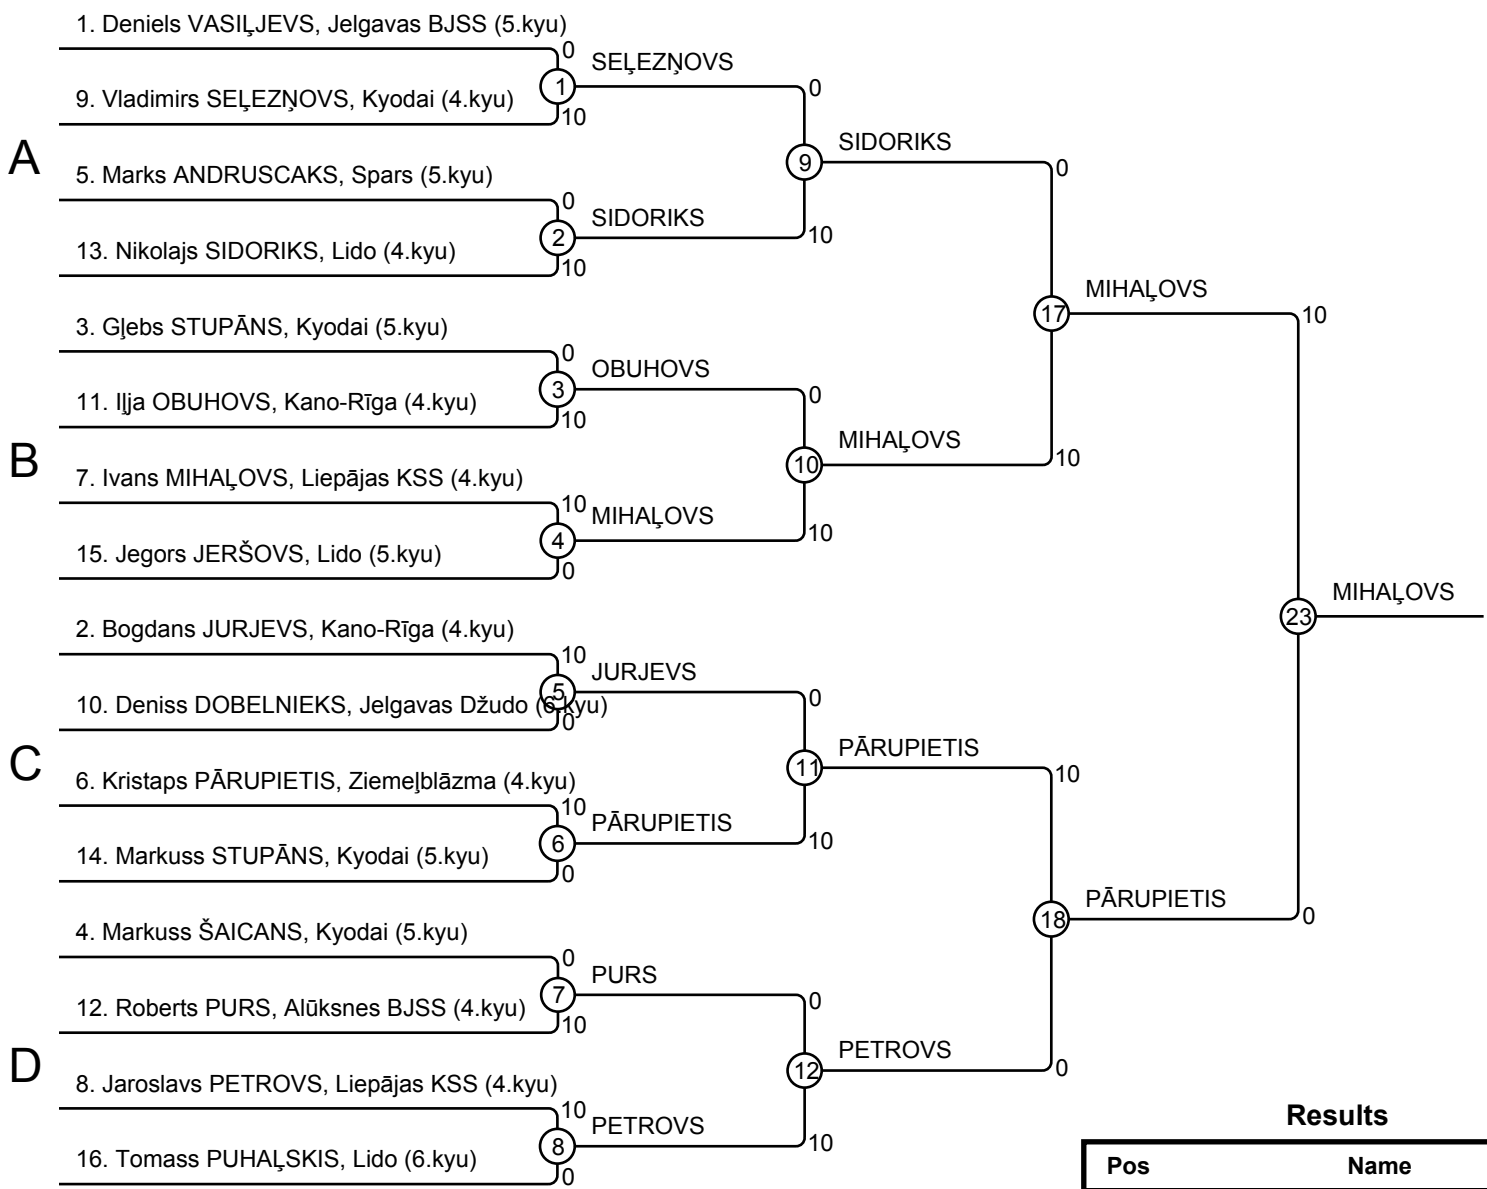 1. Deniels VASIĻJEVS, Jelgavas BJSS (5.kyu)
0
SEĻEZŅOVS
1
0
9. Vladimirs SEĻEZŅOVS, Kyodai (4.kyu)
10
SIDORIKS
A
9
0
5. Marks ANDRUSCAKS, Spars (5.kyu)
0
SIDORIKS
2
10
13. Nikolajs SIDORIKS, Lido (4.kyu)
10
MIHAĻOVS
17
10
3. Gļebs STUPĀNS, Kyodai (5.kyu)
0
OBUHOVS
3
0
11. Iļja OBUHOVS, Kano-Rīga (4.kyu)
10
MIHAĻOVS
B
10
10
7. Ivans MIHAĻOVS, Liepājas KSS (4.kyu)
10
MIHAĻOVS
4
10
15. Jegors JERŠOVS, Lido (5.kyu)
0
MIHAĻOVS
23
2. Bogdans JURJEVS, Kano-Rīga (4.kyu)
10
JURJEVS
5
0
10. Deniss DOBELNIEKS, Jelgavas Džudo (6.kyu)
0
PĀRUPIETIS
C
11
10
6. Kristaps PĀRUPIETIS, Ziemeļblāzma (4.kyu)
10
PĀRUPIETIS
6
10
14. Markuss STUPĀNS, Kyodai (5.kyu)
0
PĀRUPIETIS
18
0
4. Markuss ŠAICANS, Kyodai (5.kyu)
0
PURS
7
0
12. Roberts PURS, Alūksnes BJSS (4.kyu)
10
PETROVS
D
12
0
8. Jaroslavs PETROVS, Liepājas KSS (4.kyu)
10
PETROVS
8
10
16. Tomass PUHAĻSKIS, Lido (6.kyu)
0
Results
Pos Name